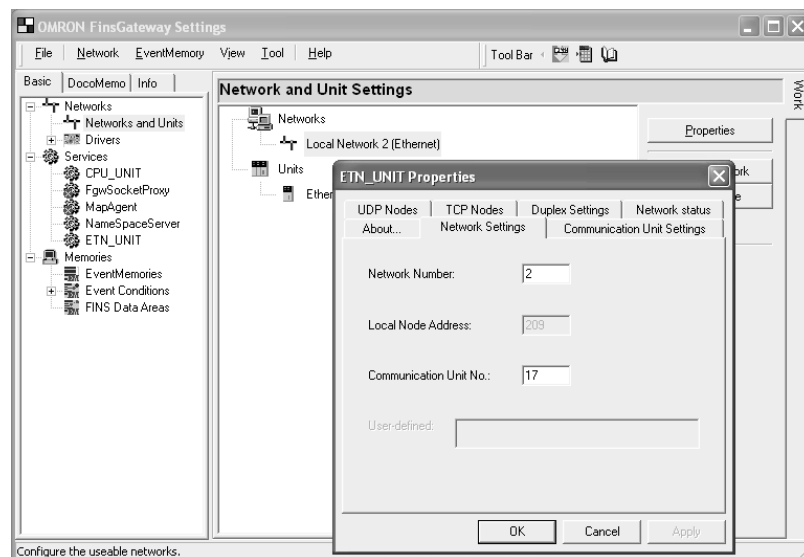 OMRON FinsGateway Settings
File Network EventMemory View Tool Help Tool Bar
Basic DocoMemo Info
Networks
Networks and Units
Drivers
Services
CPU_UNIT
FgwSocketProxy
MapAgent
NameSpaceServer
ETN_UNIT
Memories
EventMemories
Event Conditions
FINS Data Areas
Network and Unit Settings
Networks
Local Network 2 (Ethernet)
Units
Ether
Properties
ork
e
Work
ETN_UNIT Properties
UDP Nodes TCP Nodes Duplex Settings Network status
About... Network Settings Communication Unit Settings
Network Number: 2
Local Node Address: 209
Communication Unit No.: 17
User-defined:
OK Cancel Apply
Configure the useable networks.